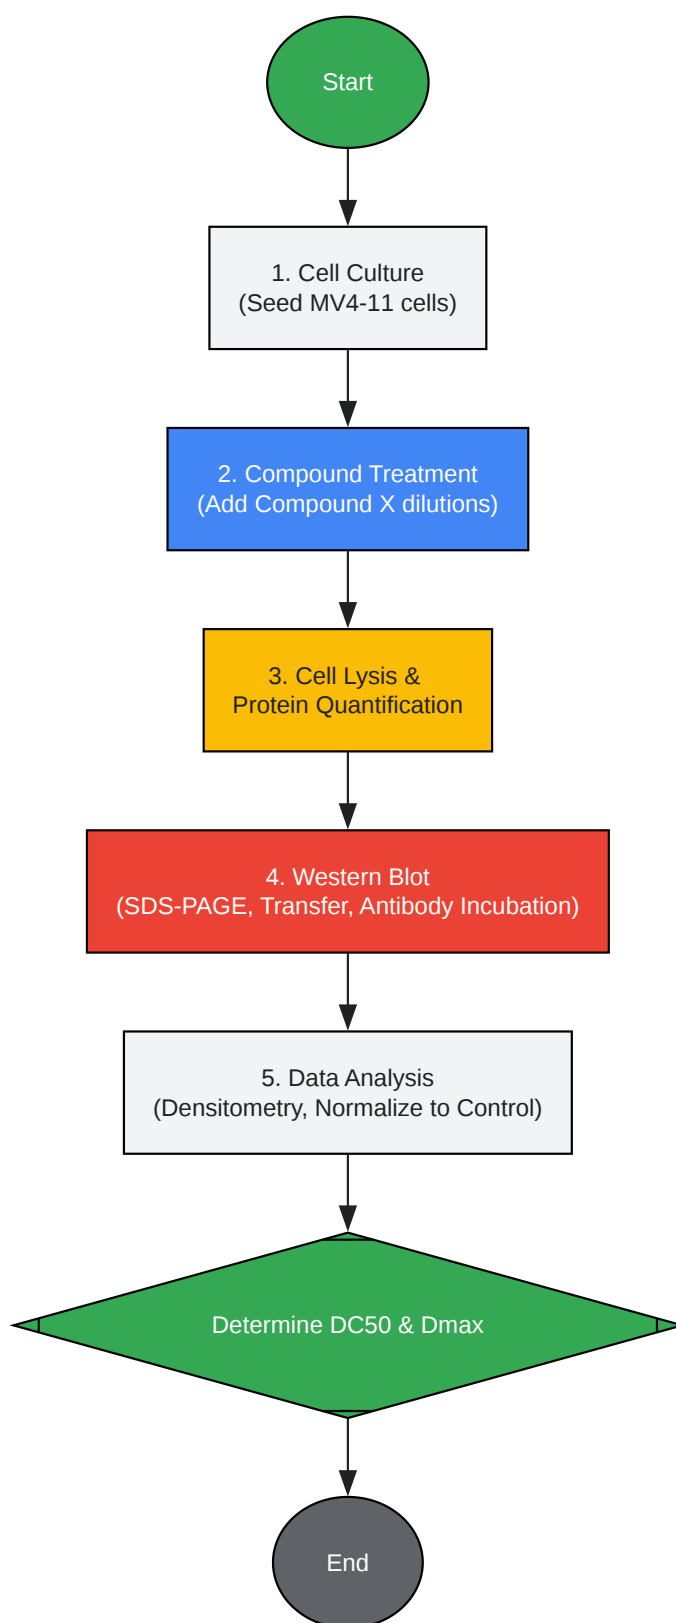 Start
1. Cell Culture
(Seed MV4-11 cells)
2. Compound Treatment
(Add Compound X dilutions)
3. Cell Lysis &
Protein Quantification
4. Western Blot
(SDS-PAGE, Transfer, Antibody Incubation)
5. Data Analysis
(Densitometry, Normalize to Control)
Determine DC50 & Dmax
End